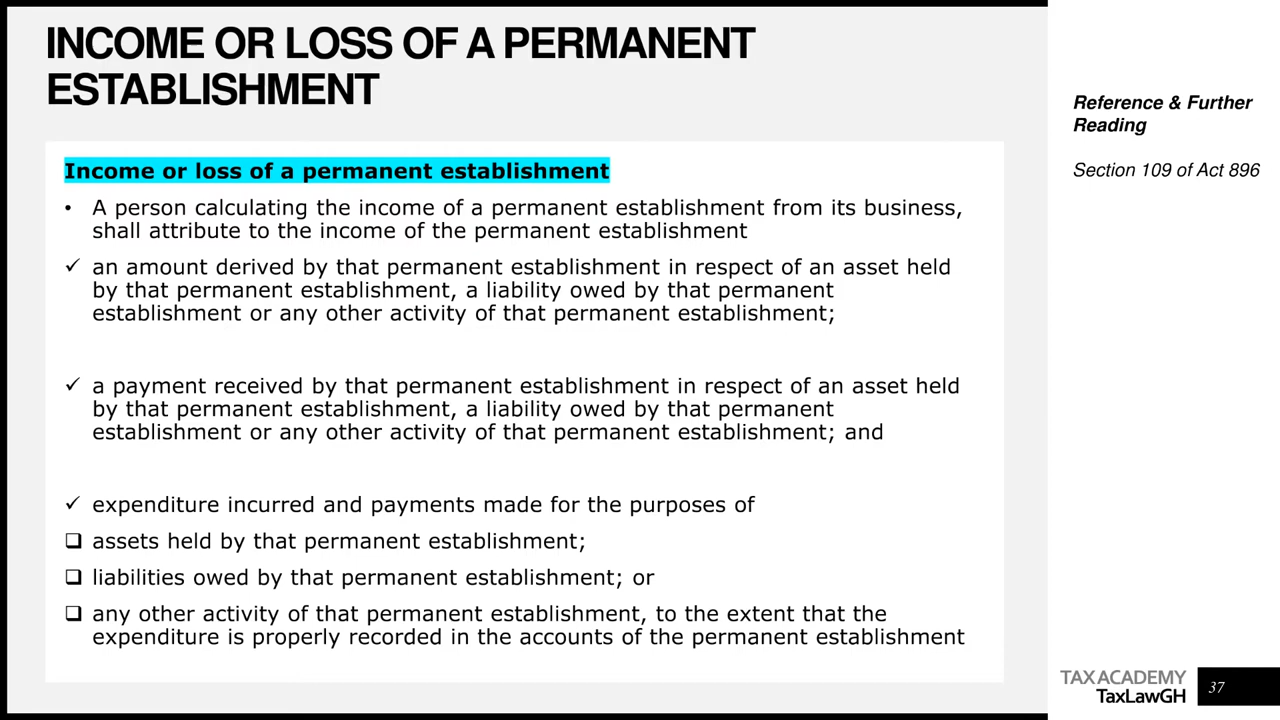 INCOME OR LOSS OF A PERMANENT
ESTABLISHMENT
Income or loss of a permanent establishment
• A person calculating the income of a permanent establishment from its business,
shall attribute to the income of the permanent establishment
✓ an amount derived by that permanent establishment in respect of an asset held
by that permanent establishment, a liability owed by that permanent
establishment or any other activity of that permanent establishment;
✓ a payment received by that permanent establishment in respect of an asset held
by that permanent establishment, a liability owed by that permanent
establishment or any other activity of that permanent establishment; and
✓ expenditure incurred and payments made for the purposes of
❑ assets held by that permanent establishment;
❑ liabilities owed by that permanent establishment; or
❑ any other activity of that permanent establishment, to the extent that the
expenditure is properly recorded in the accounts of the permanent establishment
Reference & Further
Reading
Section 109 of Act 896
TAX ACADEMY
TaxLawGH
37